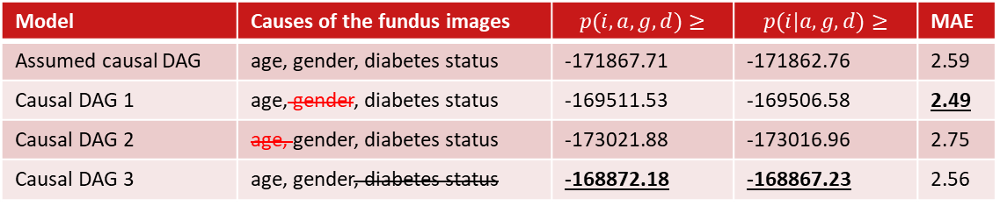 Model Causes of the fundus images p(i, a, g, d) ≥ p(i|a, g, d) ≥ MAE
Assumed causal DAG age, gender, diabetes status -171867.71 -171862.76 2.59
Causal DAG 1 age, gender, diabetes status -169511.53 -169506.58 2.49
Causal DAG 2 age, gender, diabetes status -173021.88 -173016.96 2.75
Causal DAG 3 age, gender, diabetes status -168872.18 -168867.23 2.56